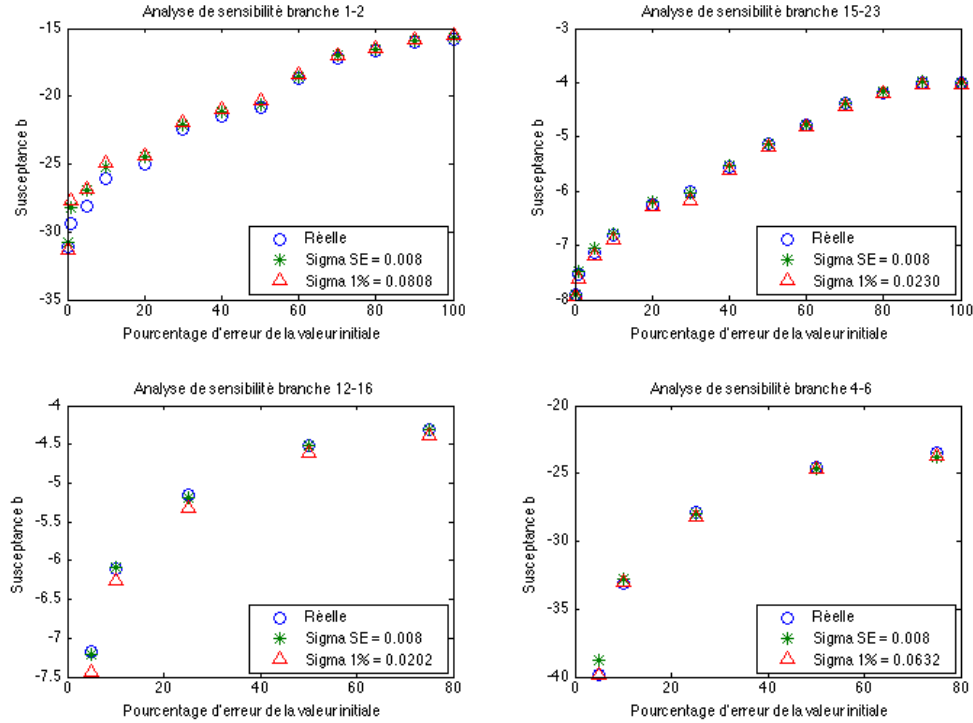 Analyse de sensibilité branche 1-2
-15
-20
-25
-30
-35
Susceptance b
Réelle
Sigma SE = 0.008
Sigma 1% = 0.0808
0 20 40 60 80 100
Pourcentage d'erreur de la valeur initiale
Analyse de sensibilité branche 15-23
-3
-4
-5
-6
-7
-8
Susceptance b
Réelle
Sigma SE = 0.008
Sigma 1% = 0.0230
0 20 40 60 80 100
Pourcentage d'erreur de la valeur initiale
Analyse de sensibilité branche 12-16
-4
-4.5
-5
-5.5
-6
-6.5
-7
-7.5
Susceptance b
Réelle
Sigma SE = 0.008
Sigma 1% = 0.0202
0 20 40 60 80
Pourcentage d'erreur de la valeur initiale
Analyse de sensibilité branche 4-6
-20
-25
-30
-35
-40
Susceptance b
Réelle
Sigma SE = 0.008
Sigma 1% = 0.0632
0 20 40 60 80
Pourcentage d'erreur de la valeur initiale